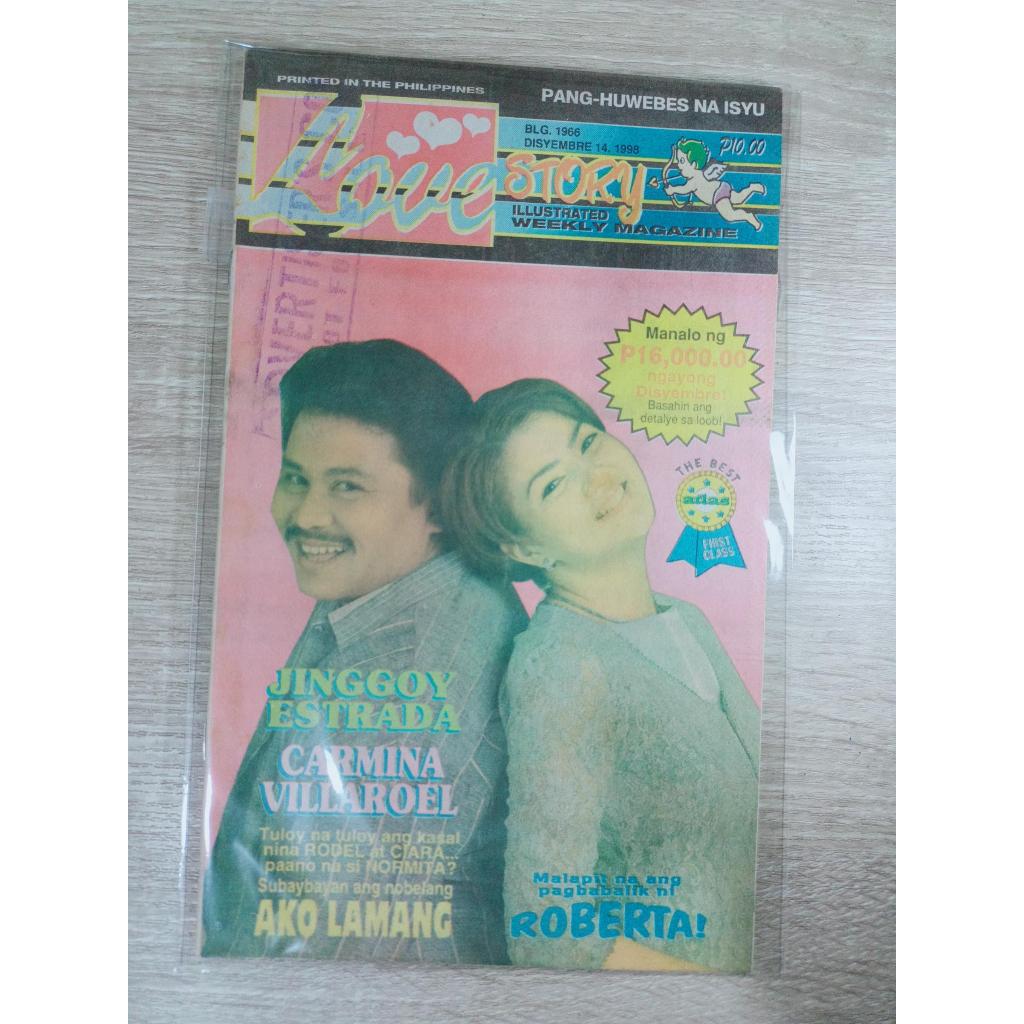 PRINTED IN THE PHILIPPINES
PANG-HUWEBES NA ISYU
BLG. 1966
DISYEMBRE 14, 1998
P10.00
Love
STORY
ILLUSTRATED
WEEKLY MAGAZINE
Manalo ng
P16,000.00
ngayong
Disyembre!
Basahin ang
detalye sa loob!
THE BEST
atlas
FIRST
CLASS
JINGGOY
ESTRADA
CARMINA
VILLAROEL
Tuloy na tuloy ang kasal
nina RODEL at CIARA...
paano na si NORMITA?
Subaybayan ang nobelang
AKO LAMANG
Malapit na ang
pagbabalik ni
ROBERTA!